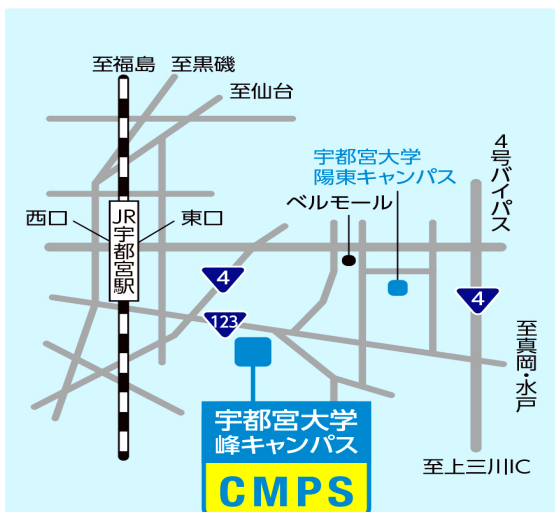 至福島
至黒磯
至仙台
4号バイパス
宇都宮大学
陽東キャンパス
ベルモール
西口
JR宇都宮駅
東口
4
4
123
至真岡・水戸
宇都宮大学
峰キャンパス
CMPS
至上三川IC